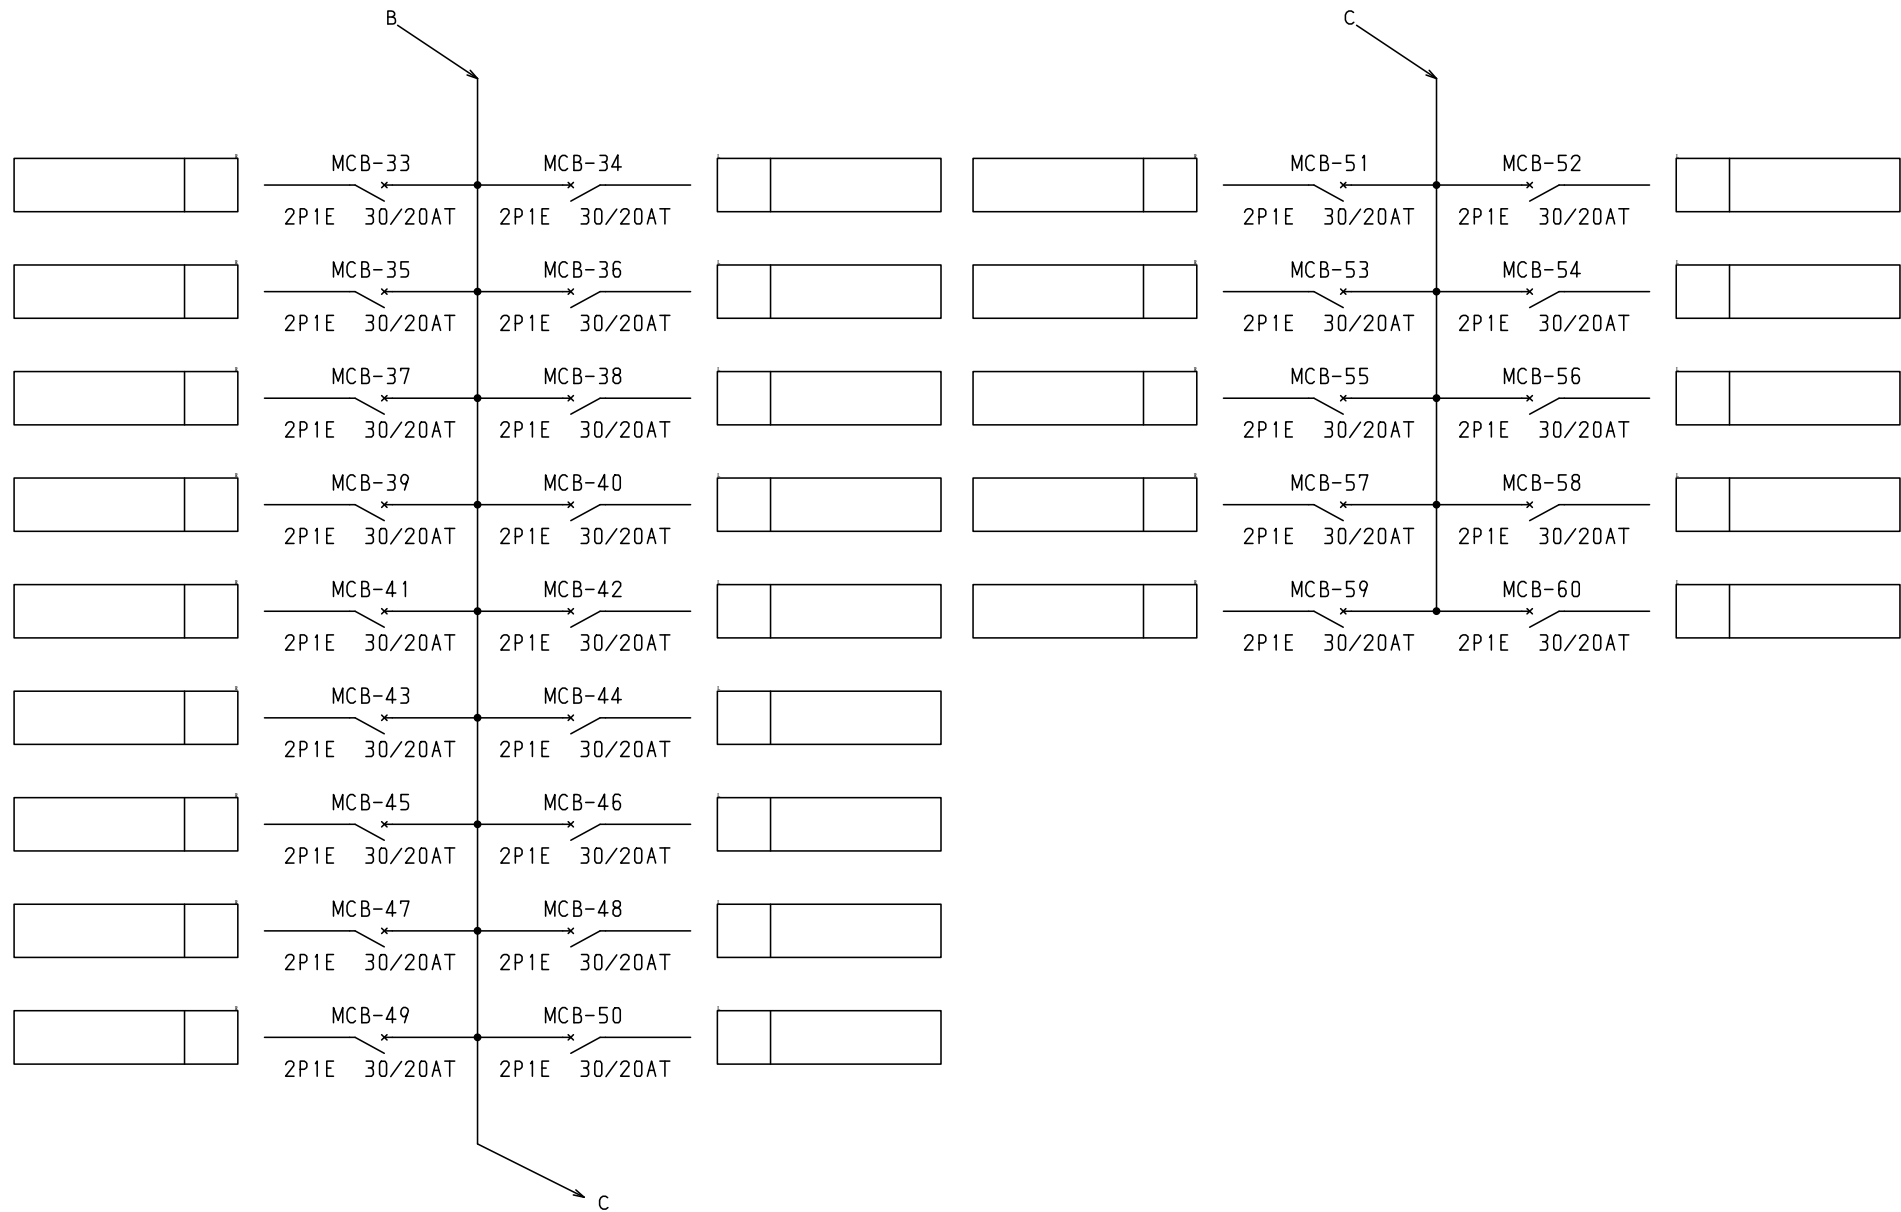 B
C
MCB-33 MCB-34 MCB-51 MCB-52
2P1E 30/20AT 2P1E 30/20AT 2P1E 30/20AT 2P1E 30/20AT
MCB-35 MCB-36 MCB-53 MCB-54
2P1E 30/20AT 2P1E 30/20AT 2P1E 30/20AT 2P1E 30/20AT
MCB-37 MCB-38 MCB-55 MCB-56
2P1E 30/20AT 2P1E 30/20AT 2P1E 30/20AT 2P1E 30/20AT
MCB-39 MCB-40 MCB-57 MCB-58
2P1E 30/20AT 2P1E 30/20AT 2P1E 30/20AT 2P1E 30/20AT
MCB-41 MCB-42 MCB-59 MCB-60
2P1E 30/20AT 2P1E 30/20AT 2P1E 30/20AT 2P1E 30/20AT
MCB-43 MCB-44
2P1E 30/20AT 2P1E 30/20AT
MCB-45 MCB-46
2P1E 30/20AT 2P1E 30/20AT
MCB-47 MCB-48
2P1E 30/20AT 2P1E 30/20AT
MCB-49 MCB-50
2P1E 30/20AT 2P1E 30/20AT
C